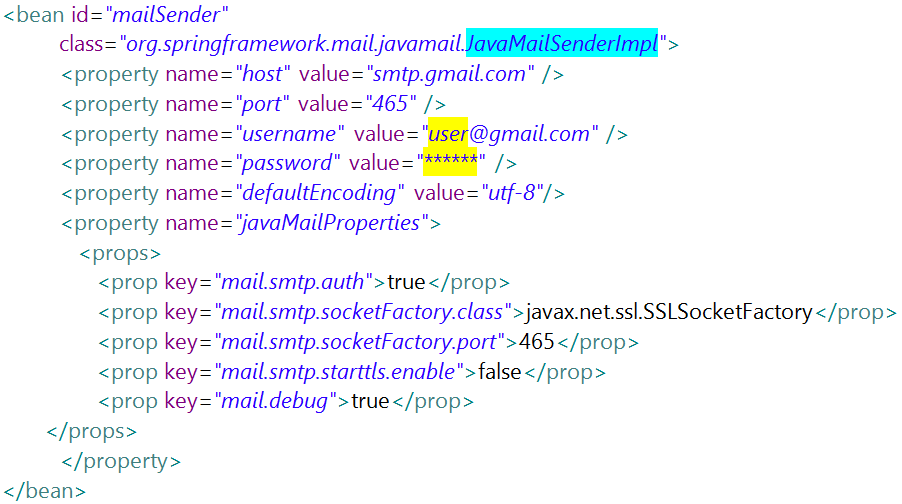 <bean id="mailSender"
class="org.springframework.mail.javamail.JavaMailSenderImpl">
<property name="host" value="smtp.gmail.com" />
<property name="port" value="465" />
<property name="username" value="user@gmail.com" />
<property name="password" value="******" />
<property name="defaultEncoding" value="utf-8"/>
<property name="javaMailProperties">
<props>
<prop key="mail.smtp.auth">true</prop>
<prop key="mail.smtp.socketFactory.class">javax.net.ssl.SSLSocketFactory</prop>
<prop key="mail.smtp.socketFactory.port">465</prop>
<prop key="mail.smtp.starttls.enable">false</prop>
<prop key="mail.debug">true</prop>
</props>
</property>
</bean>